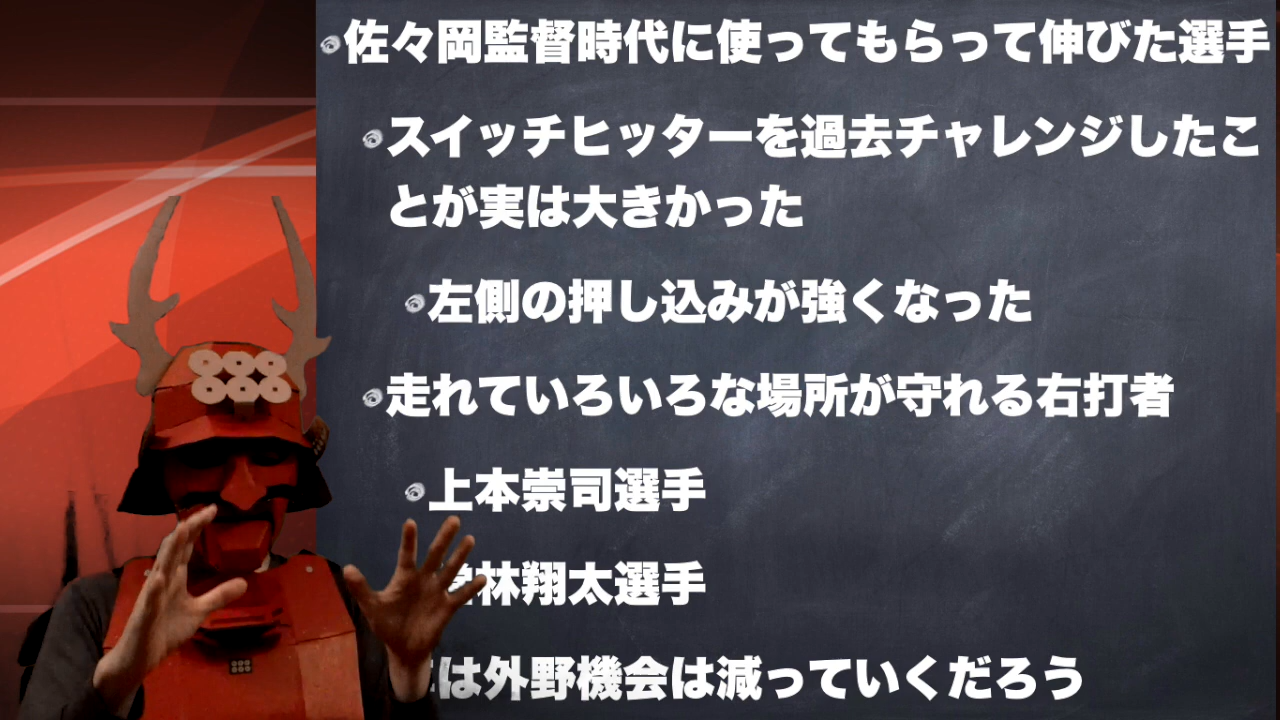 佐々岡監督時代に使ってもらって伸びた選手
スイッチヒッターを過去チャレンジしたこ
とが実は大きかった
左側の押し込みが強くなった
走れていろいろな場所が守れる右打者
上本崇司選手
林翔太選手
は外野機会は減っていくだろう